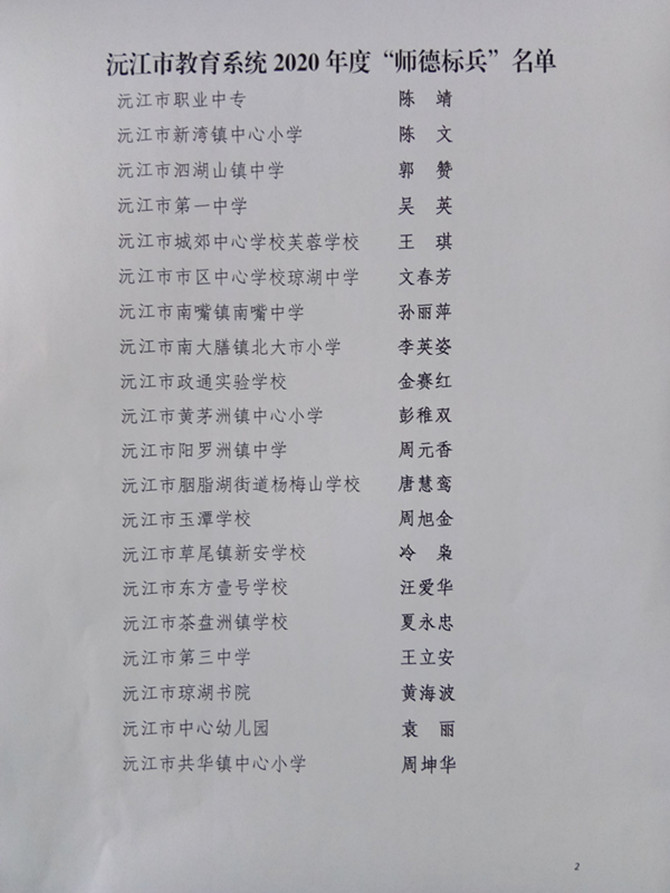 沅江市教育系统 2020 年度“师德标兵”名单
沅江市职业中专 陈 靖
沅江市新湾镇中心小学 陈 文
沅江市泗湖山镇中学 郭 赞
沅江市第一中学 吴 英
沅江市城郊中心学校芙蓉学校 王 琪
沅江市市区中心学校琼湖中学 文春芳
沅江市南嘴镇南嘴中学 孙丽萍
沅江市南大膳镇北大市小学 李英姿
沅江市政通实验学校 金赛红
沅江市黄茅洲镇中心小学 彭稚双
沅江市阳罗洲镇中学 周元香
沅江市胭脂湖街道杨梅山学校 唐慧鸾
沅江市玉潭学校 周旭金
沅江市草尾镇新安学校 冷 枭
沅江市东方壹号学校 汪爱华
沅江市茶盘洲镇学校 夏永忠
沅江市第三中学 王立安
沅江市琼湖书院 黄海波
沅江市中心幼儿园 袁 丽
沅江市共华镇中心小学 周坤华
2